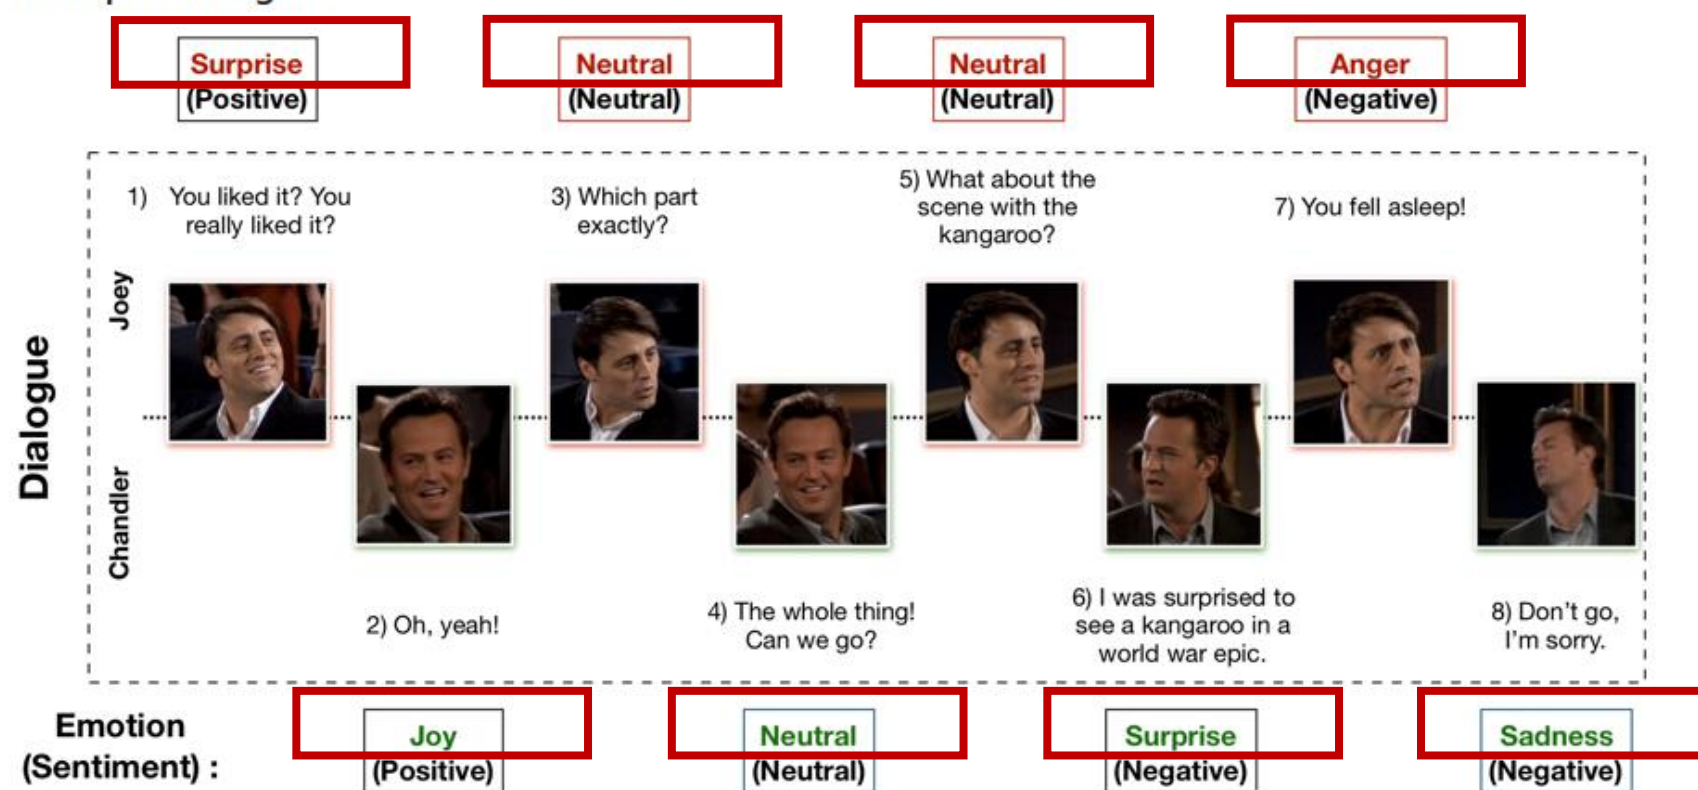 Surprise
(Positive)
Neutral
(Neutral)
Neutral
(Neutral)
Anger
(Negative)
1) You liked it? You
really liked it?
3) Which part
exactly?
5) What about the
scene with the
kangaroo?
7) You fell asleep!
Joey
Dialogue
Chandler
2) Oh, yeah!
4) The whole thing!
Can we go?
6) I was surprised to
see a kangaroo in a
world war epic.
8) Don't go,
I'm sorry.
Emotion
(Sentiment) :
Joy
(Positive)
Neutral
(Neutral)
Surprise
(Negative)
Sadness
(Negative)